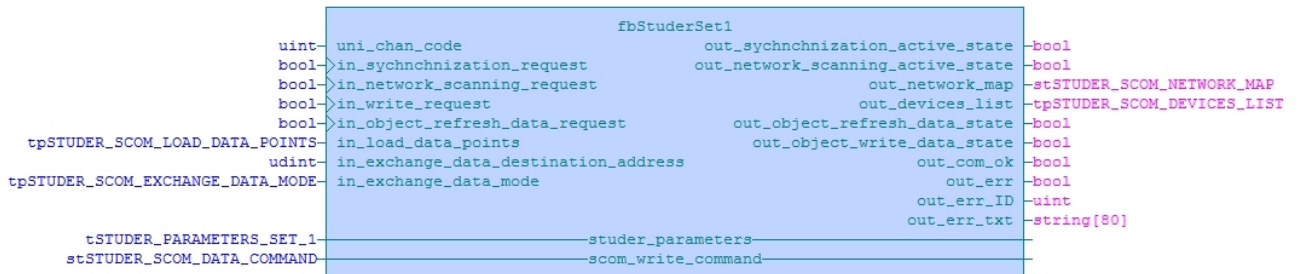 fbStuderSet1
uint uni_chan_code out_sychnchnization_active_state bool
bool in_sychnchnization_request out_network_scanning_active_state bool
bool in_network_scanning_request out_network_map stSTUDER_SCOM_NETWORK_MAP
bool in_write_request out_devices_list tpSTUDER_SCOM_DEVICES_LIST
bool in_object_refresh_data_request out_object_refresh_data_state bool
tpSTUDER_SCOM_LOAD_DATA_POINTS in_load_data_points out_object_write_data_state bool
udint in_exchange_data_destination_address out_com_ok bool
tpSTUDER_SCOM_EXCHANGE_DATA_MODE in_exchange_data_mode out_err bool
out_err_ID uint
out_err_txt string[80]
tSTUDER_PARAMETERS_SET_1 studer_parameters
stSTUDER_SCOM_DATA_COMMAND scom_write_command